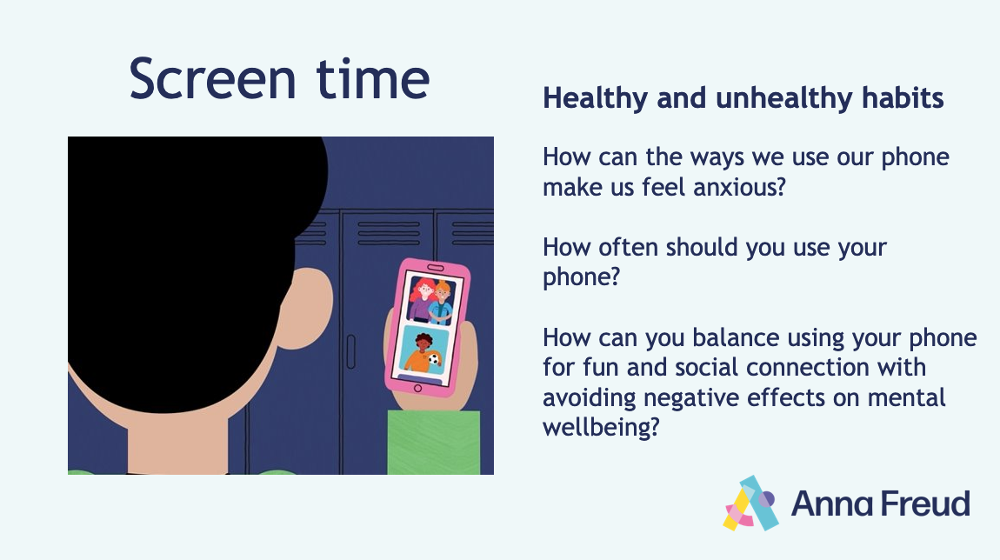 Screen time
Healthy and unhealthy habits
How can the ways we use our phone
make us feel anxious?
How often should you use your
phone?
How can you balance using your phone
for fun and social connection with
avoiding negative effects on mental
wellbeing?
Anna Freud